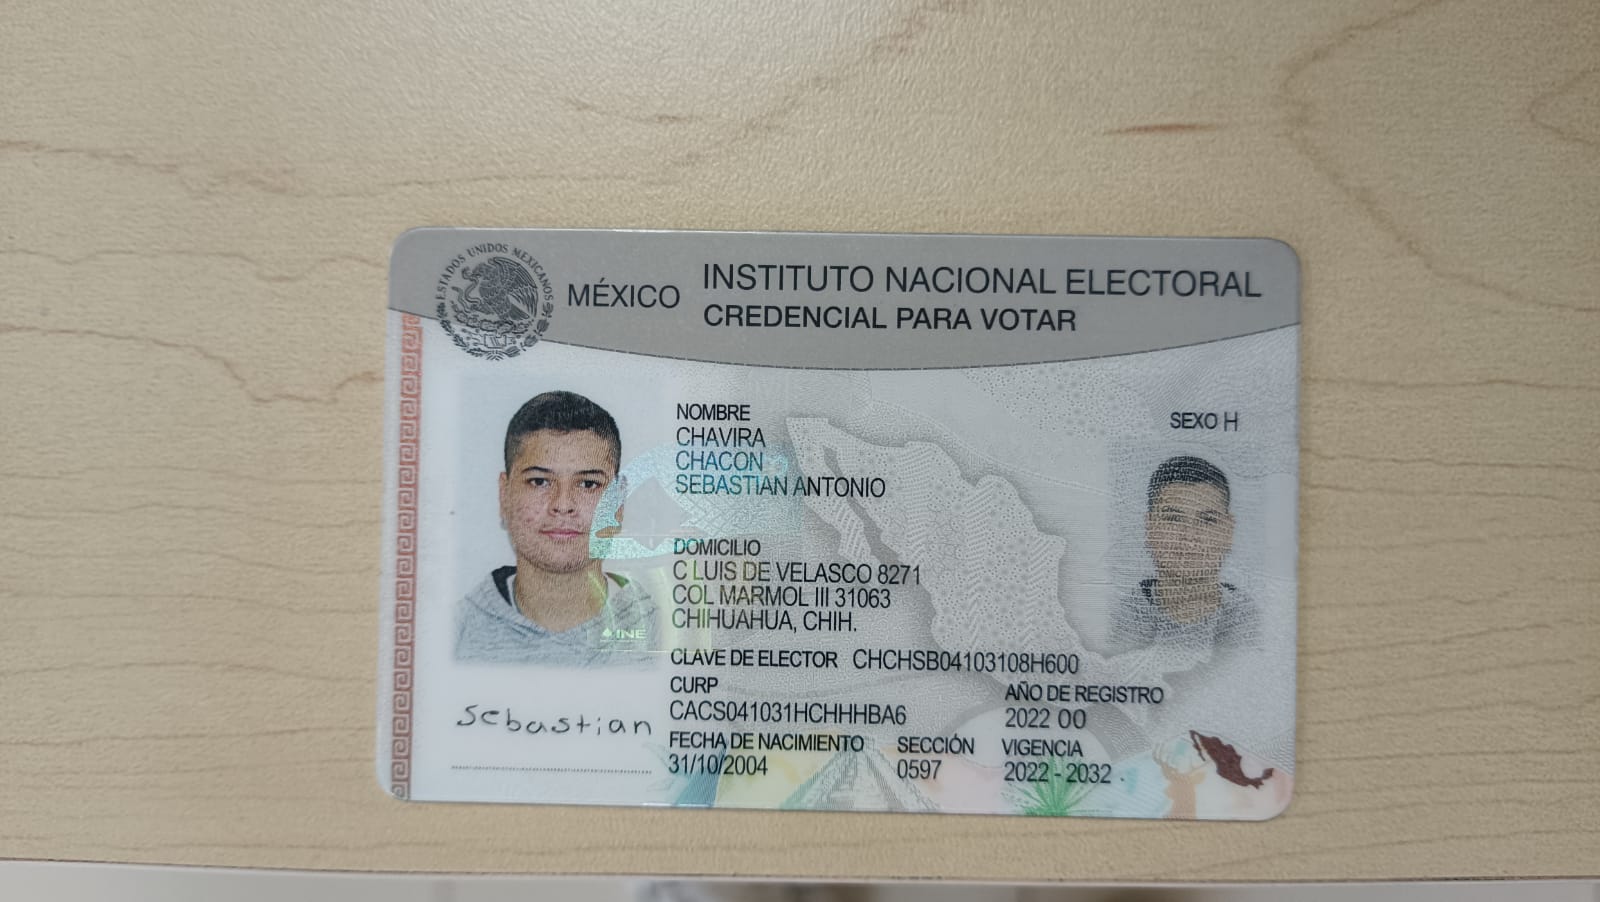 ESTADOS UNIDOS MEXICANOS
MÉXICO INSTITUTO NACIONAL ELECTORAL
CREDENCIAL PARA VOTAR
NOMBRE
CHAVIRA
CHACON
SEBASTIAN ANTONIO
SEXO H
DOMICILIO
C LUIS DE VELASCO 8271
COL MARMOL III 31063
CHIHUAHUA, CHIH.
INE
CLAVE DE ELECTOR CHCHSB04103108H600
CURP
CACS041031HCHHHBA6
AÑO DE REGISTRO
2022 00
FECHA DE NACIMIENTO
31/10/2004
SECCIÓN
0597
VIGENCIA
2022 - 2032
Sebastian